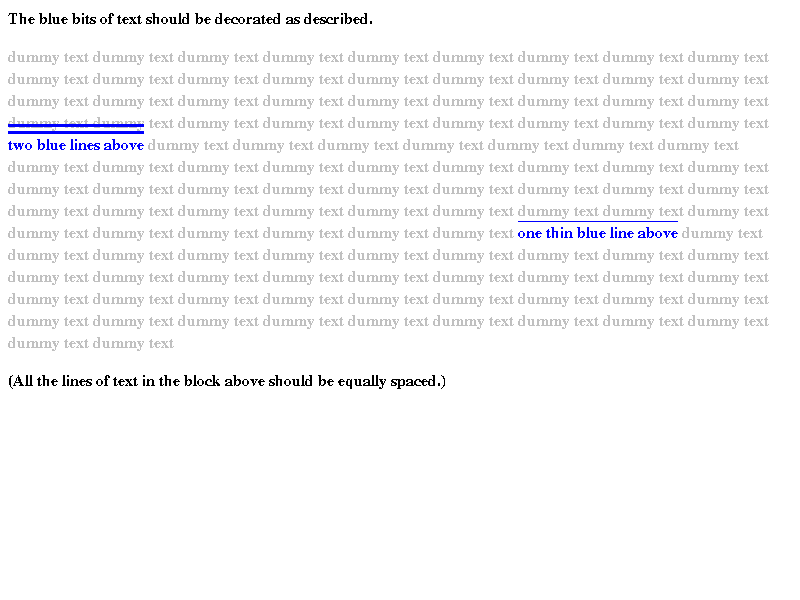 The blue bits of text should be decorated as described.
dummy text dummy text dummy text dummy text dummy text dummy text dummy text dummy text dummy text
dummy text dummy text dummy text dummy text dummy text dummy text dummy text dummy text dummy text
dummy text dummy text dummy text dummy text dummy text dummy text dummy text dummy text dummy text
dummy text dummy text dummy text dummy text dummy text dummy text dummy text dummy text dummy text
two blue lines above dummy text dummy text dummy text dummy text dummy text dummy text dummy text
dummy text dummy text dummy text dummy text dummy text dummy text dummy text dummy text dummy text
dummy text dummy text dummy text dummy text dummy text dummy text dummy text dummy text dummy text
dummy text dummy text dummy text dummy text dummy text dummy text dummy text dummy text dummy text
dummy text dummy text dummy text dummy text dummy text dummy text one thin blue line above dummy text
dummy text dummy text dummy text dummy text dummy text dummy text dummy text dummy text dummy text
dummy text dummy text dummy text dummy text dummy text dummy text dummy text dummy text dummy text
dummy text dummy text dummy text dummy text dummy text dummy text dummy text dummy text dummy text
dummy text dummy text dummy text dummy text dummy text dummy text dummy text dummy text dummy text
dummy text dummy text
(All the lines of text in the block above should be equally spaced.)